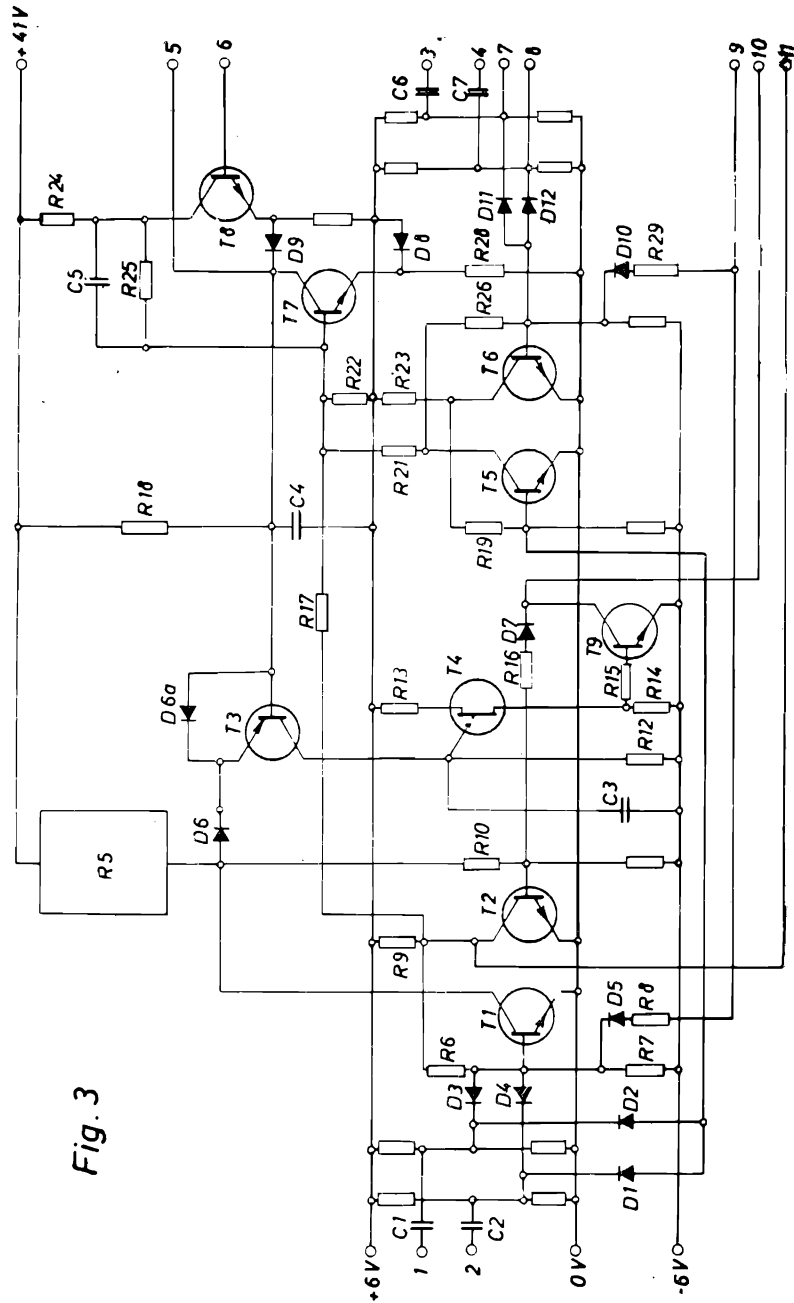 Fig. 3
+41V
5
6
R24
C5
R25
T8
D9
T7
D8
R18
C4
R17
R22
R23
R21
R19
R28
R26
D11
D12
C6
3
C7
4
7
8
D10
R29
T6
T5
D6a
T3
D6
R5
R13
T4
D7
R16
T9
R15
R14
R12
C3
R10
R9
T2
T1
R6
D3
D4
D5
R8
R7
D2
D1
+6V
C1
1
2
C2
0V
-6V
9
10
11